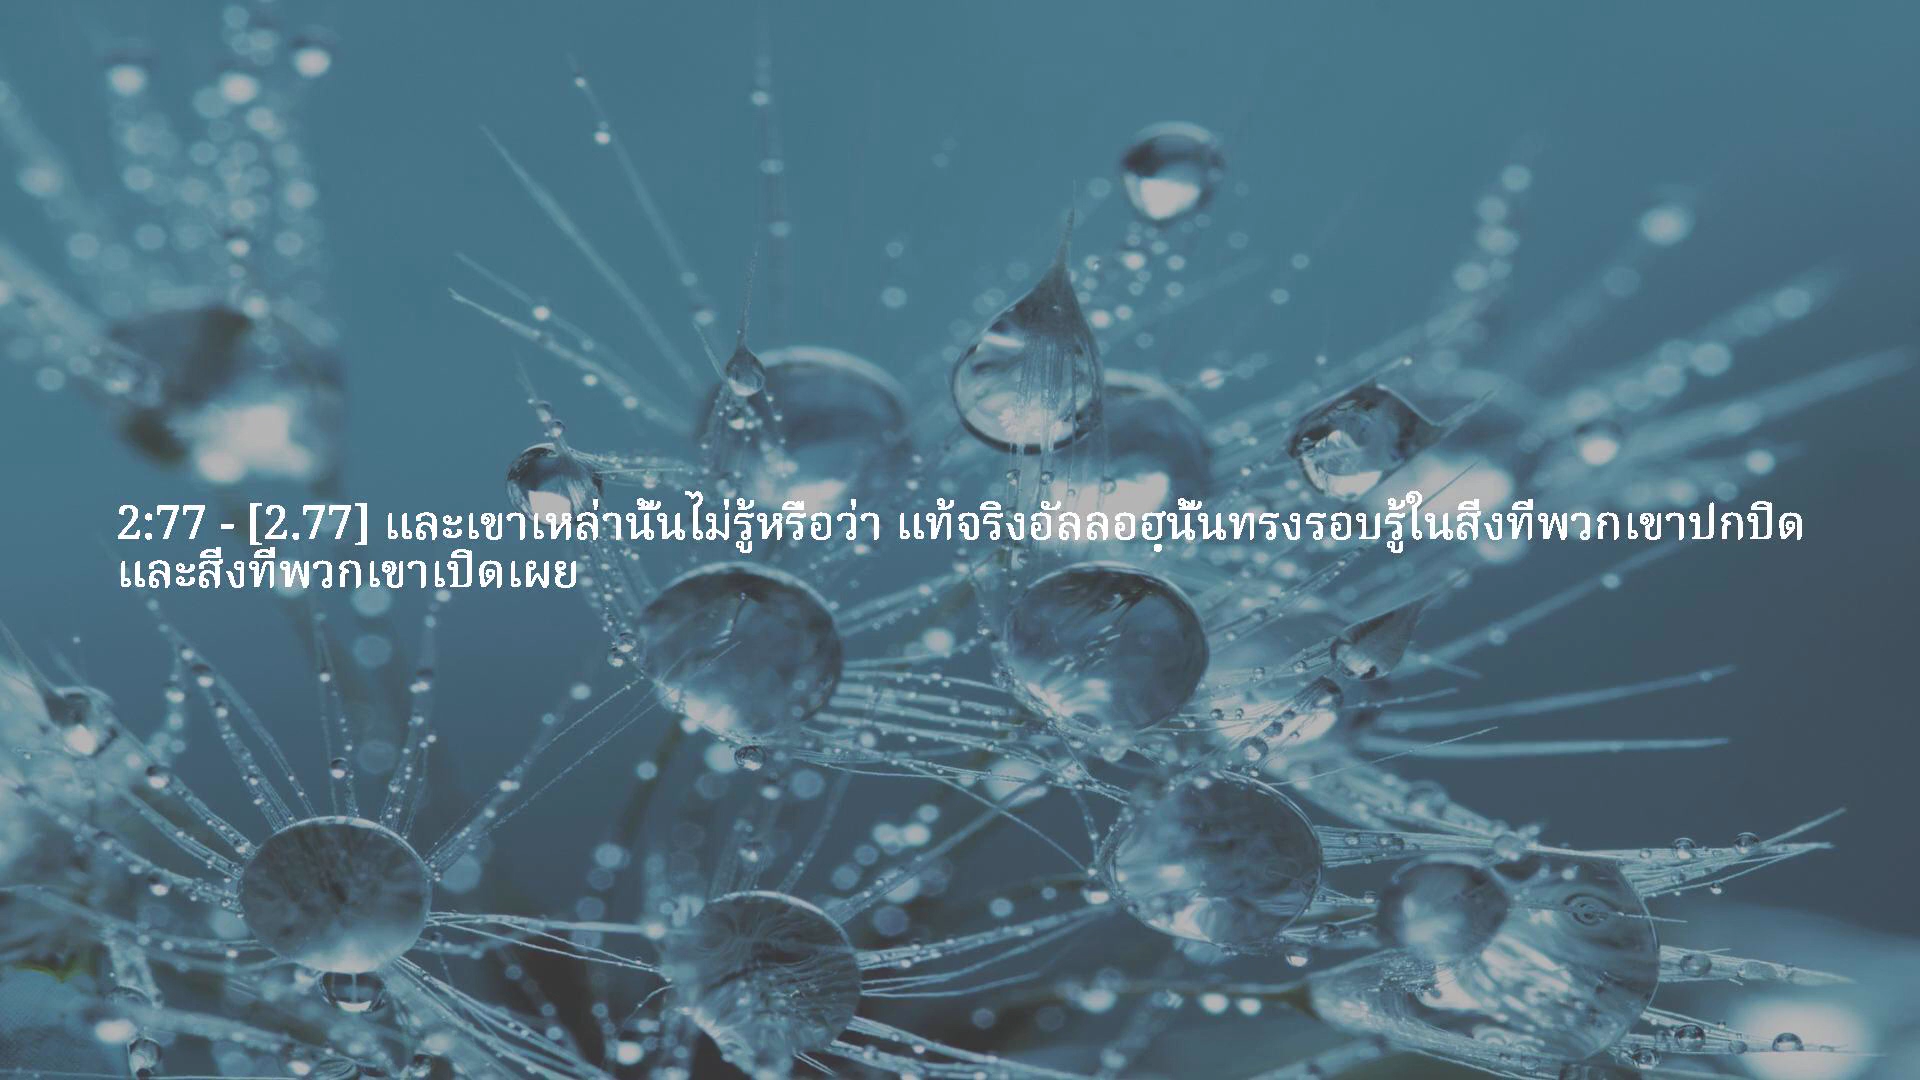 2:77 - [2.77] และเขาเหล่านั้นไม่รู้หรือว่า แท้จริงอัลลอฮฺนั้นทรงรอบรู้ในสิ่งที่พวกเขาปกปิด
และสิ่งที่พวกเขาเปิดเผย